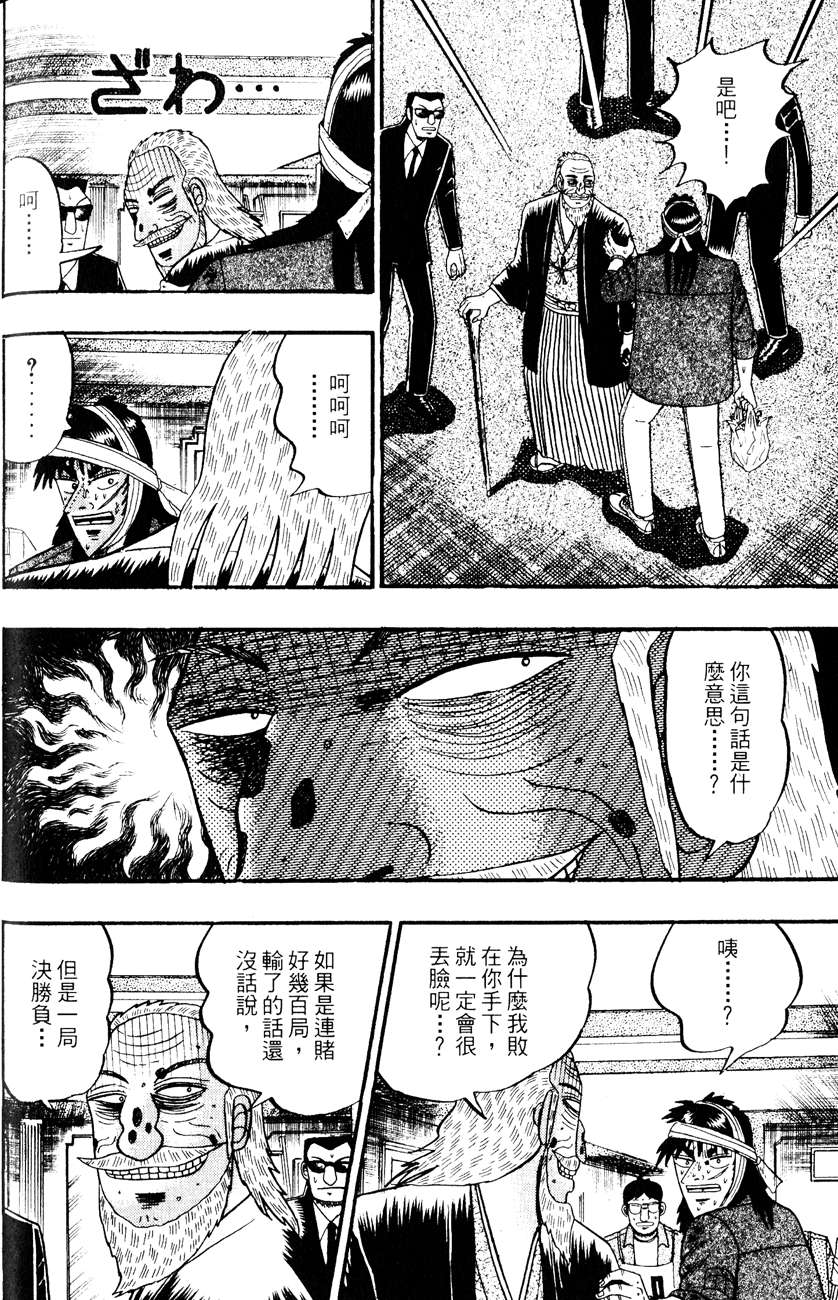 是吧……！
ざわ…
呵……
呵呵呵
……
？……
你這句話是什
麼意思……？
咦……？
為什麼我敗
在你手下，
就一定會很
丟臉呢…？
如果是連賭
好幾百局，
輸了的話還
沒話說，
但是一局
決勝負…